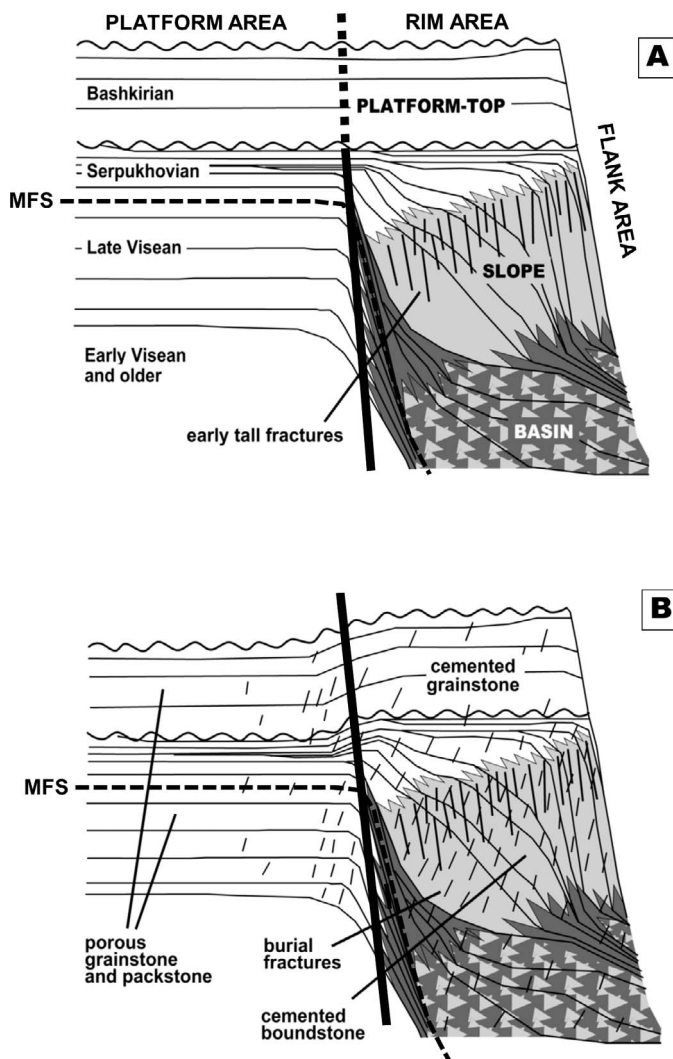 PLATFORM AREA
RIM AREA
A
Bashkirian
PLATFORM-TOP
FLANK AREA
Serpukhovian
MFS
Late Visean
SLOPE
Early Visean
and older
early tall fractures
BASIN
B
cemented
grainstone
MFS
porous
grainstone
and packstone
burial
fractures
cemented
boundstone